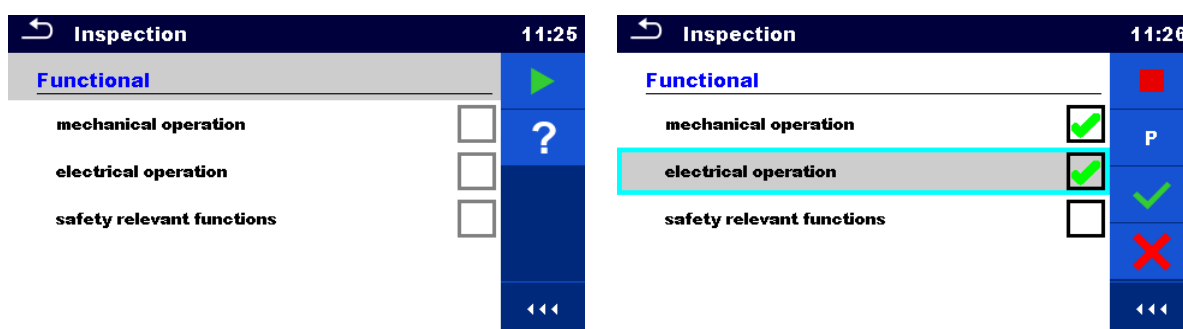 Inspection 11:25
Functional
mechanical operation
?
electrical operation
safety relevant functions
Inspection 11:26
Functional
mechanical operation
P
electrical operation
safety relevant functions